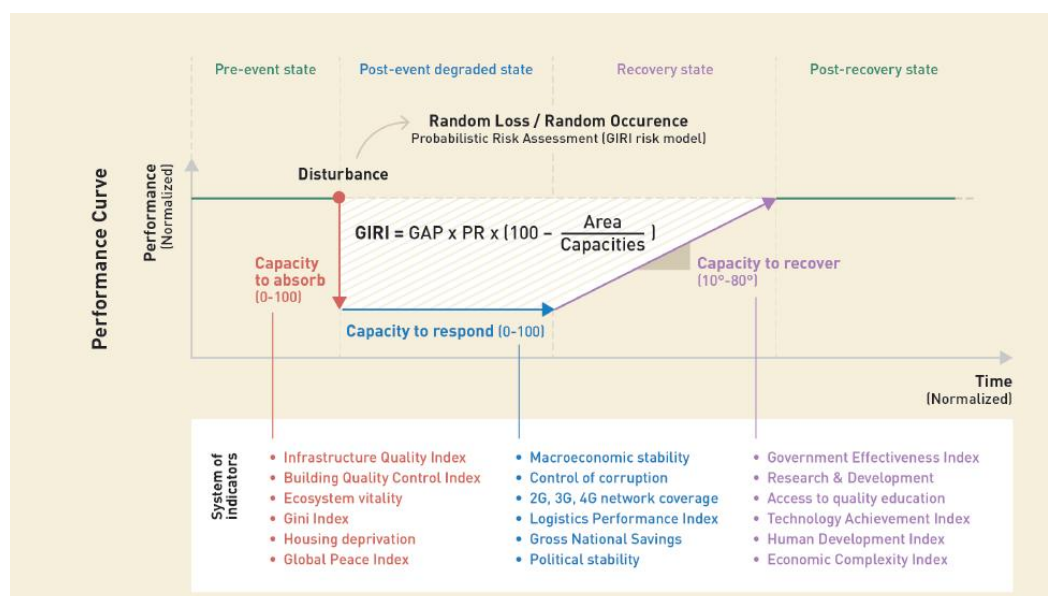 Pre-event state
Post-event degraded state
Recovery state
Post-recovery state
Random Loss / Random Occurence
Probabilistic Risk Assessment (GIRI risk model)
Disturbance
Performance Curve
Performance
(Normalized)
GIRI = GAP x PR x (100 – Area / Capacities )
Capacity
to absorb
(0-100)
Capacity to recover
(10°-80°)
Capacity to respond (0-100)
Time
(Normalized)
System of
indicators
• Infrastructure Quality Index
• Building Quality Control Index
• Ecosystem vitality
• Gini Index
• Housing deprivation
• Global Peace Index
• Macroeconomic stability
• Control of corruption
• 2G, 3G, 4G network coverage
• Logistics Performance Index
• Gross National Savings
• Political stability
• Government Effectiveness Index
• Research & Development
• Access to quality education
• Technology Achievement Index
• Human Development Index
• Economic Complexity Index